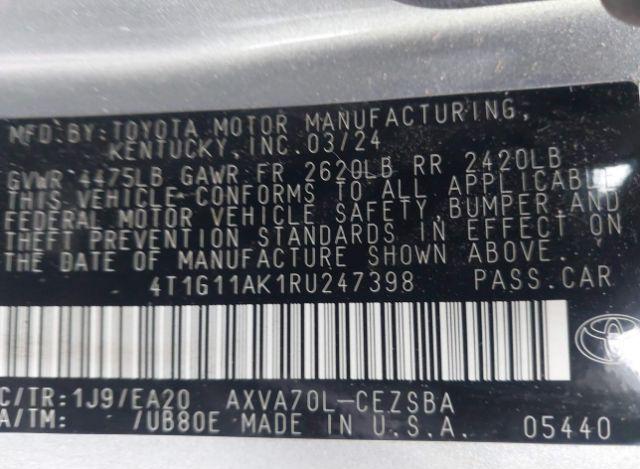 MFD. BY: TOYOTA MOTOR MANUFACTURING,
KENTUCKY, INC. 03/24
GVWR 4475LB GAWR FR 2620LB RR 2420LB
THIS VEHICLE CONFORMS TO ALL APPLICABLE
FEDERAL MOTOR VEHICLE SAFETY, BUMPER AND
THEFT PREVENTION STANDARDS IN EFFECT ON
DATE OF MANUFACTURE SHOWN ABOVE.
4T1G11AK1RU247398 PASS.CAR
C/TR: 1J9/EA20 AXVA70L-CEZSBA
A/TM: /UB80E MADE IN U.S.A. 05440